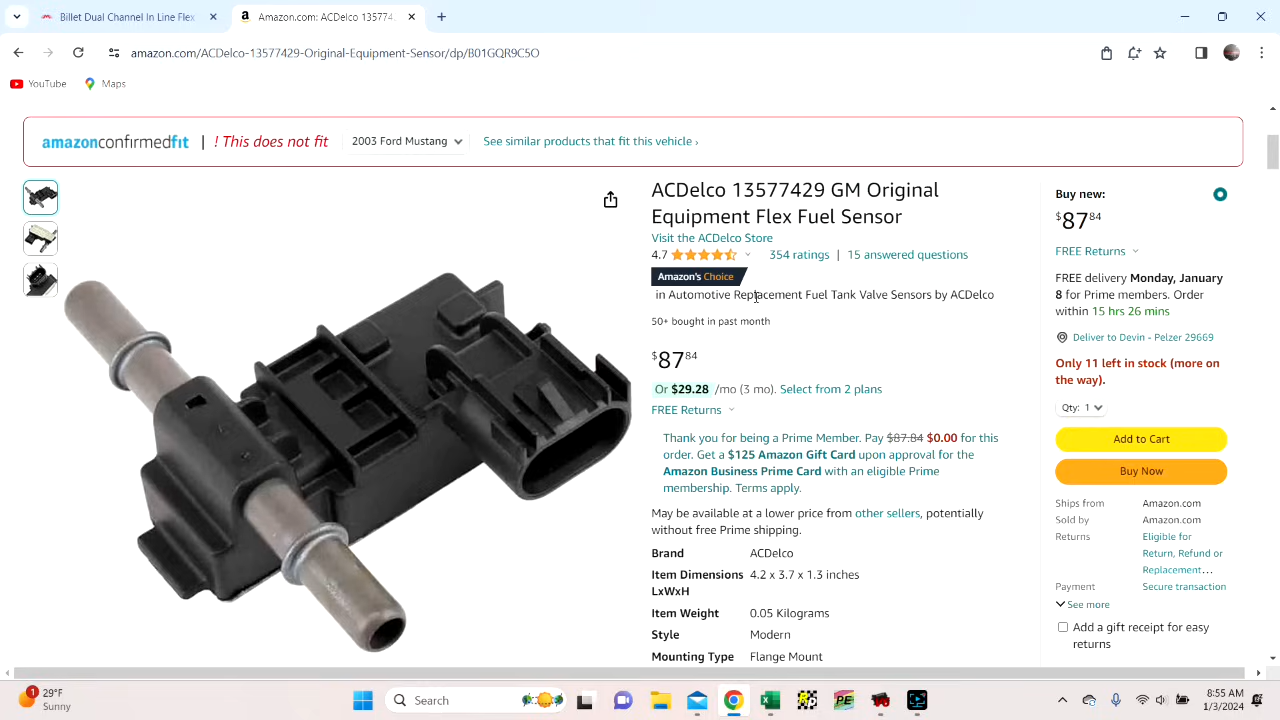 Billet Dual In Line Flex
Amazon.com: ACDelco 135774
amazon.com/ACDelco-13577429-Original-Equipment-Sensor/dp/B01GQR9C5O
YouTube
Maps
amazonconfirmedfit | ! This does not fit 2003 Ford Mustang See similar products that fit this vehicle ›
ACDelco 13577429 GM Original
Equipment Flex Fuel Sensor
Visit the ACDelco Store
4.7 354 ratings | 15 answered questions
Amazon's Choice
in Automotive Replacement Fuel Tank Valve Sensors by ACDelco
50+ bought in past month
$87 84
Or $29.28 /mo (3 mo). Select from 2 plans
FREE Returns
Thank you for being a Prime Member. Pay $87.84 $0.00 for this
order. Get a $125 Amazon Gift Card upon approval for the
Amazon Business Prime Card with an eligible Prime
membership. Terms apply.
May be available at a lower price from other sellers, potentially
without free Prime shipping.
Brand ACDelco
Item Dimensions 4.2 x 3.7 x 1.3 inches
LxWxH
Item Weight 0.05 Kilograms
Style Modern
Mounting Type Flange Mount
Buy new:
$87 84
FREE Returns
FREE delivery Monday, January
8 for Prime members. Order
within 15 hrs 26 mins
Deliver to Devin - Pelzer 29669
Only 11 left in stock (more on
the way).
Qty: 1
Add to Cart
Buy Now
Ships from Amazon.com
Sold by Amazon.com
Returns Eligible for
Return, Refund or
Replacement…
Payment Secure transaction
See more
Add a gift receipt for easy
returns
1
29°F
Sunny
Search
PE
8:55 AM
1/3/2024